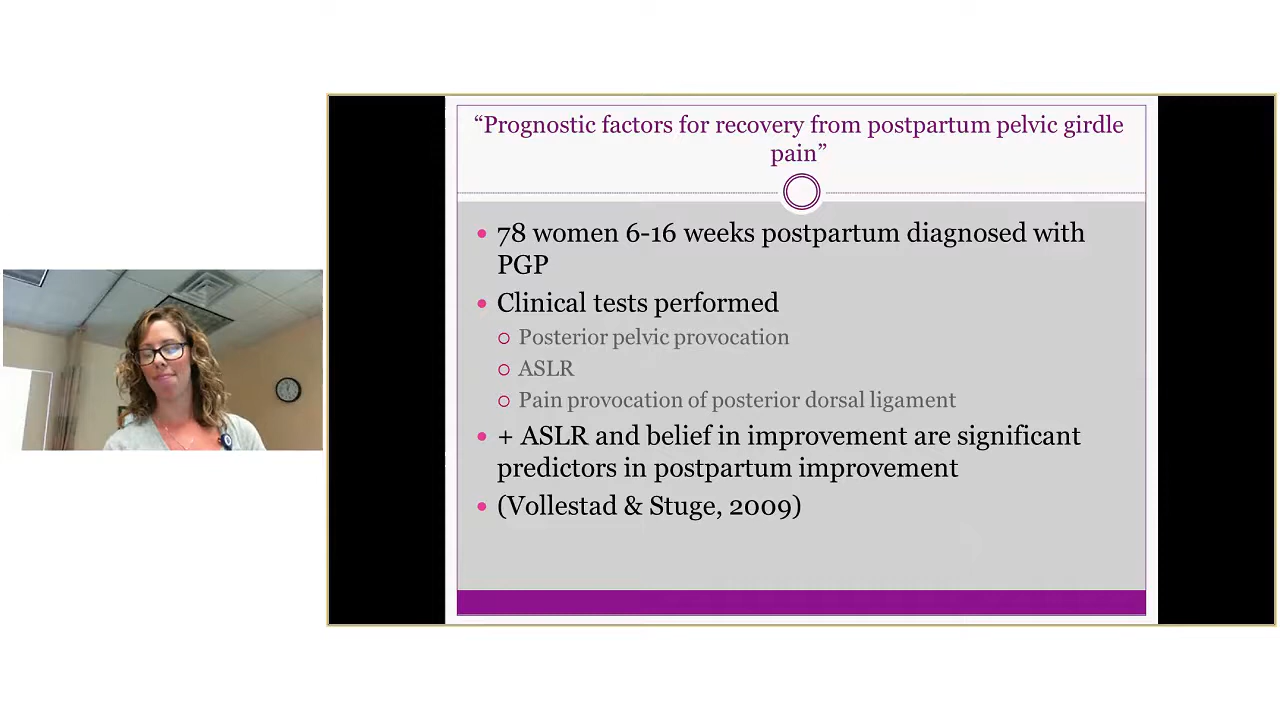 “Prognostic factors for recovery from postpartum pelvic girdle
pain”
• 78 women 6-16 weeks postpartum diagnosed with
PGP
• Clinical tests performed
○ Posterior pelvic provocation
○ ASLR
○ Pain provocation of posterior dorsal ligament
• + ASLR and belief in improvement are significant
predictors in postpartum improvement
• (Vollestad & Stuge, 2009)